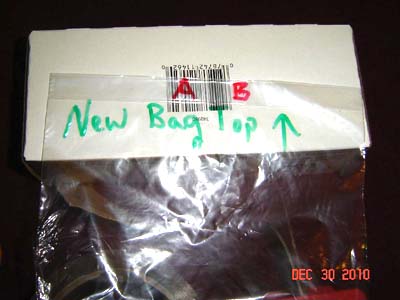 A B
New Bag Top ↑
DEC 30 2010